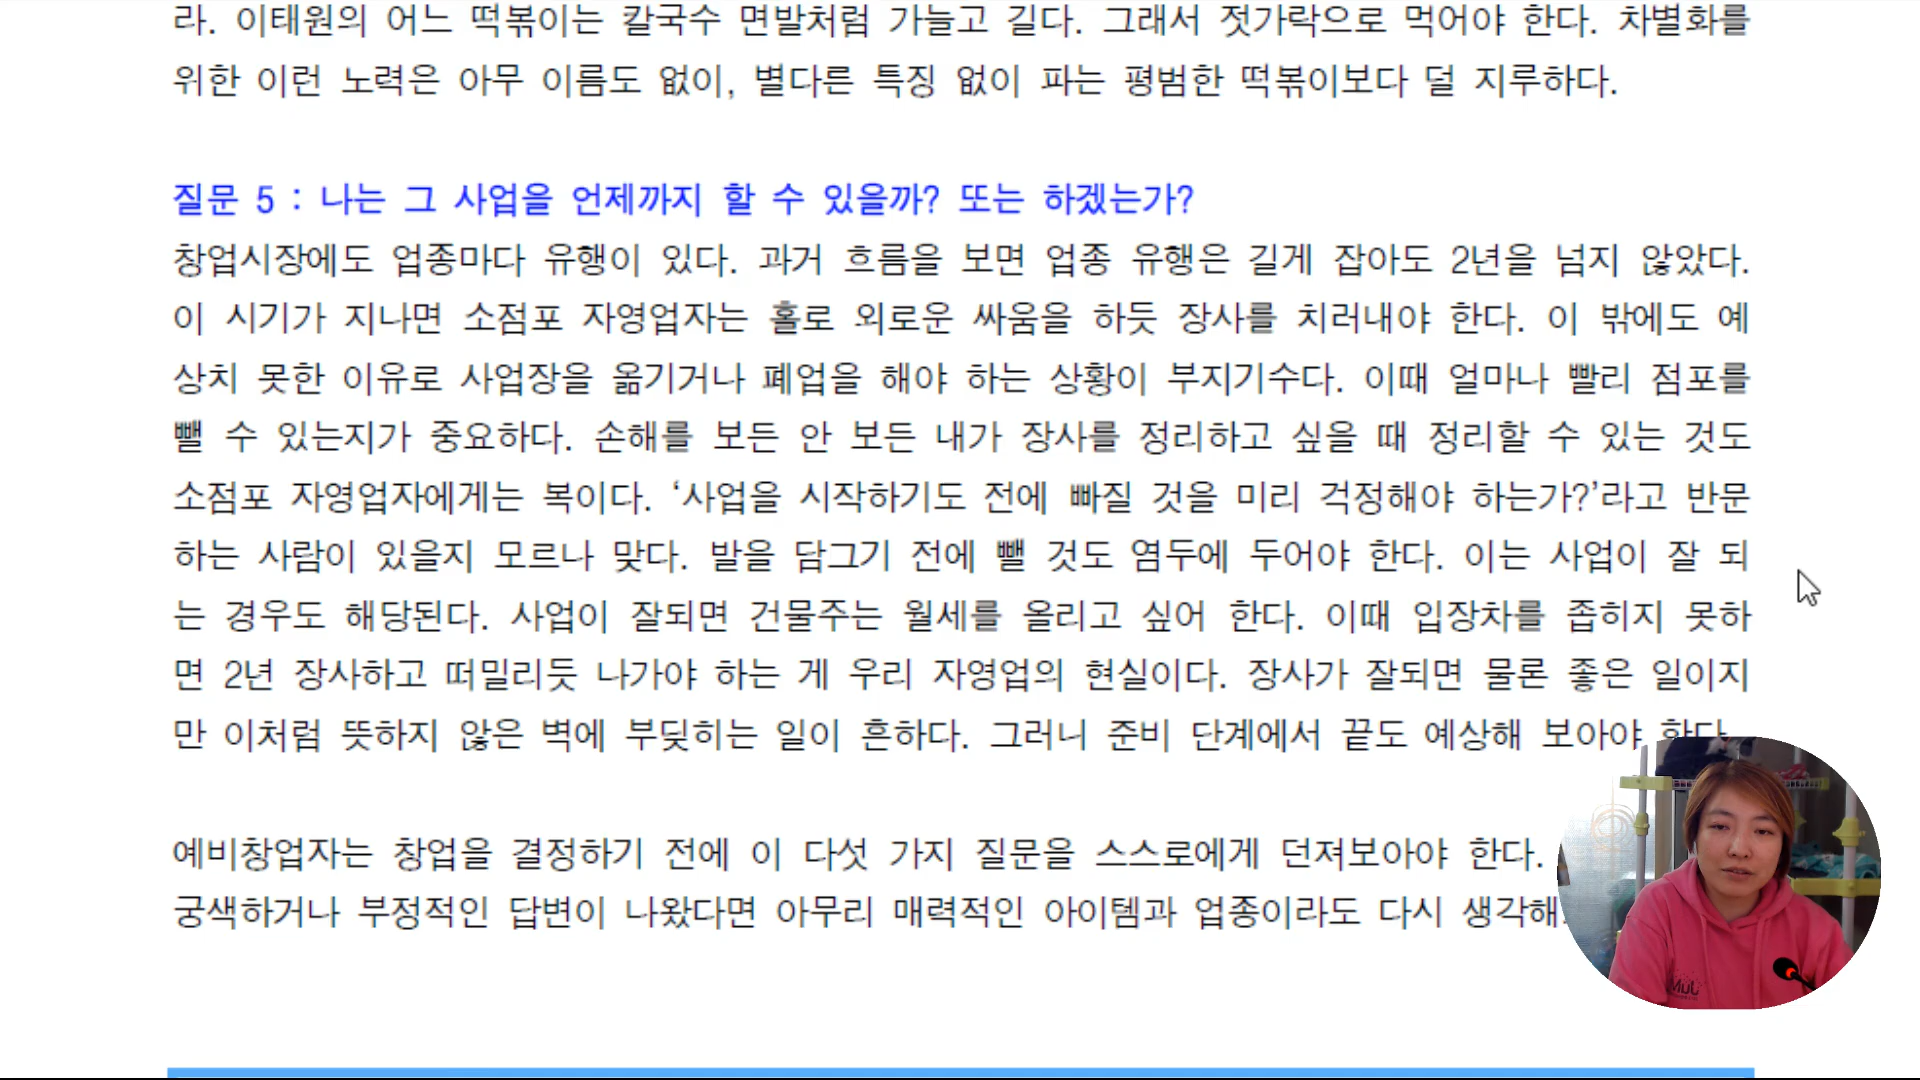 라. 이태원의 어느 떡볶이는 칼국수 면발처럼 가늘고 길다. 그래서 젓가락으로 먹어야 한다. 차별화를
위한 이런 노력은 아무 이름도 없이, 별다른 특징 없이 파는 평범한 떡볶이보다 덜 지루하다.
질문 5 : 나는 그 사업을 언제까지 할 수 있을까? 또는 하겠는가?
창업시장에도 업종마다 유행이 있다. 과거 흐름을 보면 업종 유행은 길게 잡아도 2년을 넘지 않았다.
이 시기가 지나면 소점포 자영업자는 홀로 외로운 싸움을 하듯 장사를 치러내야 한다. 이 밖에도 예
상치 못한 이유로 사업장을 옮기거나 폐업을 해야 하는 상황이 부지기수다. 이때 얼마나 빨리 점포를
뺄 수 있는지가 중요하다. 손해를 보든 안 보든 내가 장사를 정리하고 싶을 때 정리할 수 있는 것도
소점포 자영업자에게는 복이다. ‘사업을 시작하기도 전에 빠질 것을 미리 걱정해야 하는가?’라고 반문
하는 사람이 있을지 모르나 맞다. 발을 담그기 전에 뺄 것도 염두에 두어야 한다. 이는 사업이 잘 되
는 경우도 해당된다. 사업이 잘되면 건물주는 월세를 올리고 싶어 한다. 이때 입장차를 좁히지 못하
면 2년 장사하고 떠밀리듯 나가야 하는 게 우리 자영업의 현실이다. 장사가 잘되면 물론 좋은 일이지
만 이처럼 뜻하지 않은 벽에 부딪히는 일이 흔하다. 그러니 준비 단계에서 끝도 예상해 보아야 한다.
예비창업자는 창업을 결정하기 전에 이 다섯 가지 질문을 스스로에게 던져보아야 한다.
궁색하거나 부정적인 답변이 나왔다면 아무리 매력적인 아이템과 업종이라도 다시 생각해